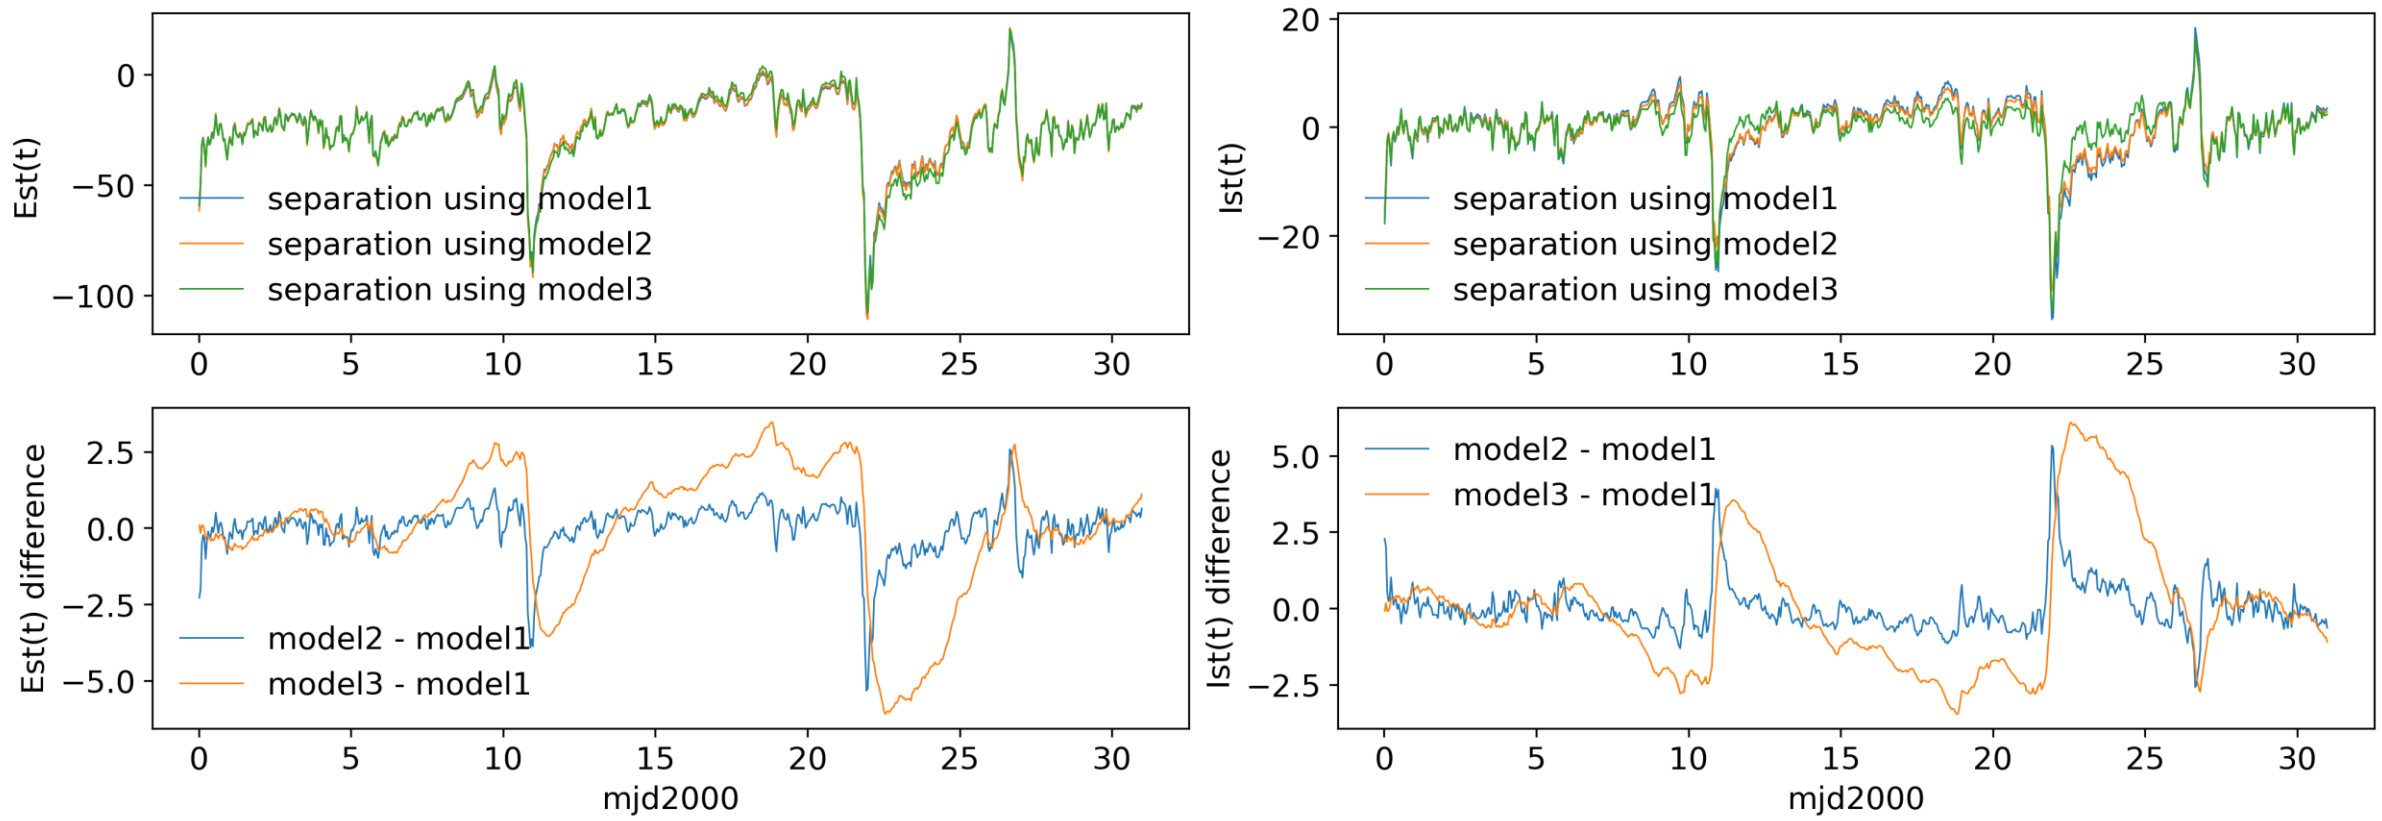 Est(t)
0
−50
−100
separation using model1
separation using model2
separation using model3
0 5 10 15 20 25 30
Ist(t)
20
0
−20
separation using model1
separation using model2
separation using model3
0 5 10 15 20 25 30
Est(t) difference
2.5
0.0
−2.5
−5.0
model2 - model1
model3 - model1
0 5 10 15 20 25 30
mjd2000
Ist(t) difference
5.0
2.5
0.0
−2.5
model2 - model1
model3 - model1
0 5 10 15 20 25 30
mjd2000